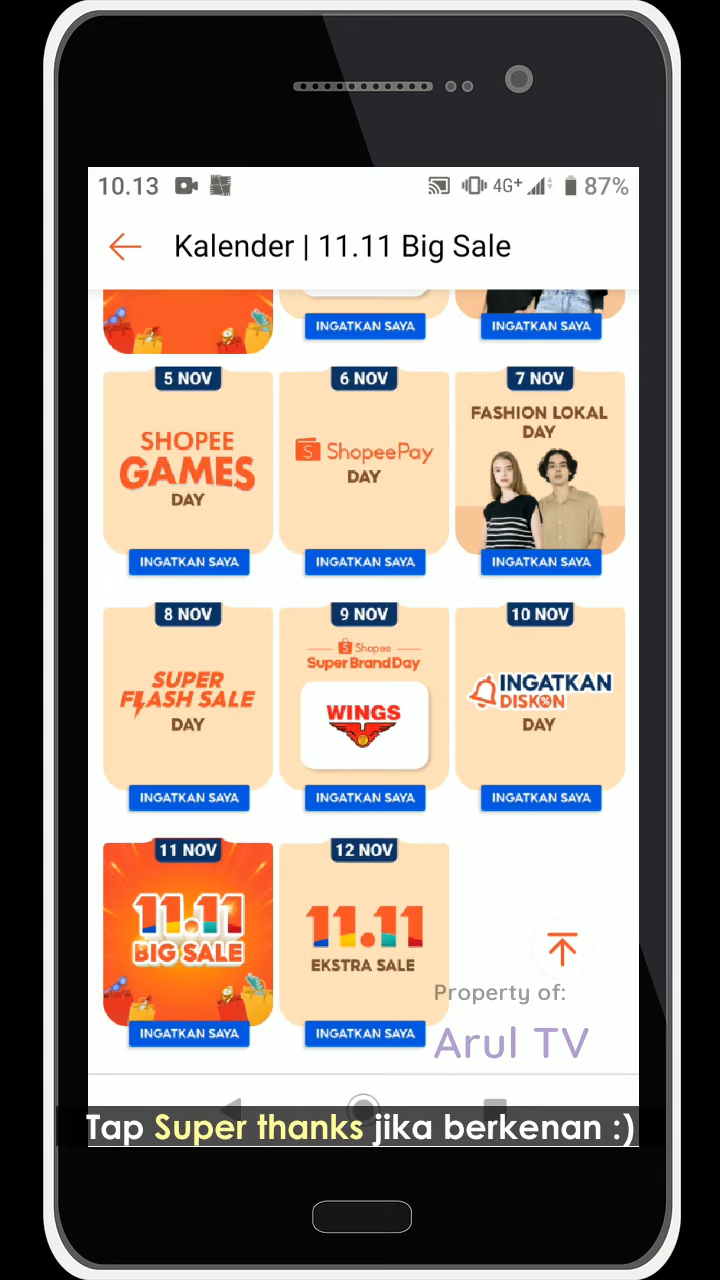 10.13
4G+
87%
Kalender | 11.11 Big Sale
INGATKAN SAYA
INGATKAN SAYA
5 NOV
SHOPEE
GAMES
DAY
INGATKAN SAYA
6 NOV
ShopeePay
DAY
INGATKAN SAYA
7 NOV
FASHION LOKAL
DAY
INGATKAN SAYA
8 NOV
SUPER
FLASH SALE
DAY
INGATKAN SAYA
9 NOV
Shopee
Super Brand Day
WINGS
INGATKAN SAYA
10 NOV
INGATKAN
DISKON
DAY
INGATKAN SAYA
11 NOV
11.11
BIG SALE
INGATKAN SAYA
12 NOV
11.11
EKSTRA SALE
INGATKAN SAYA
Property of:
Arul TV
Tap Super thanks jika berkenan :)